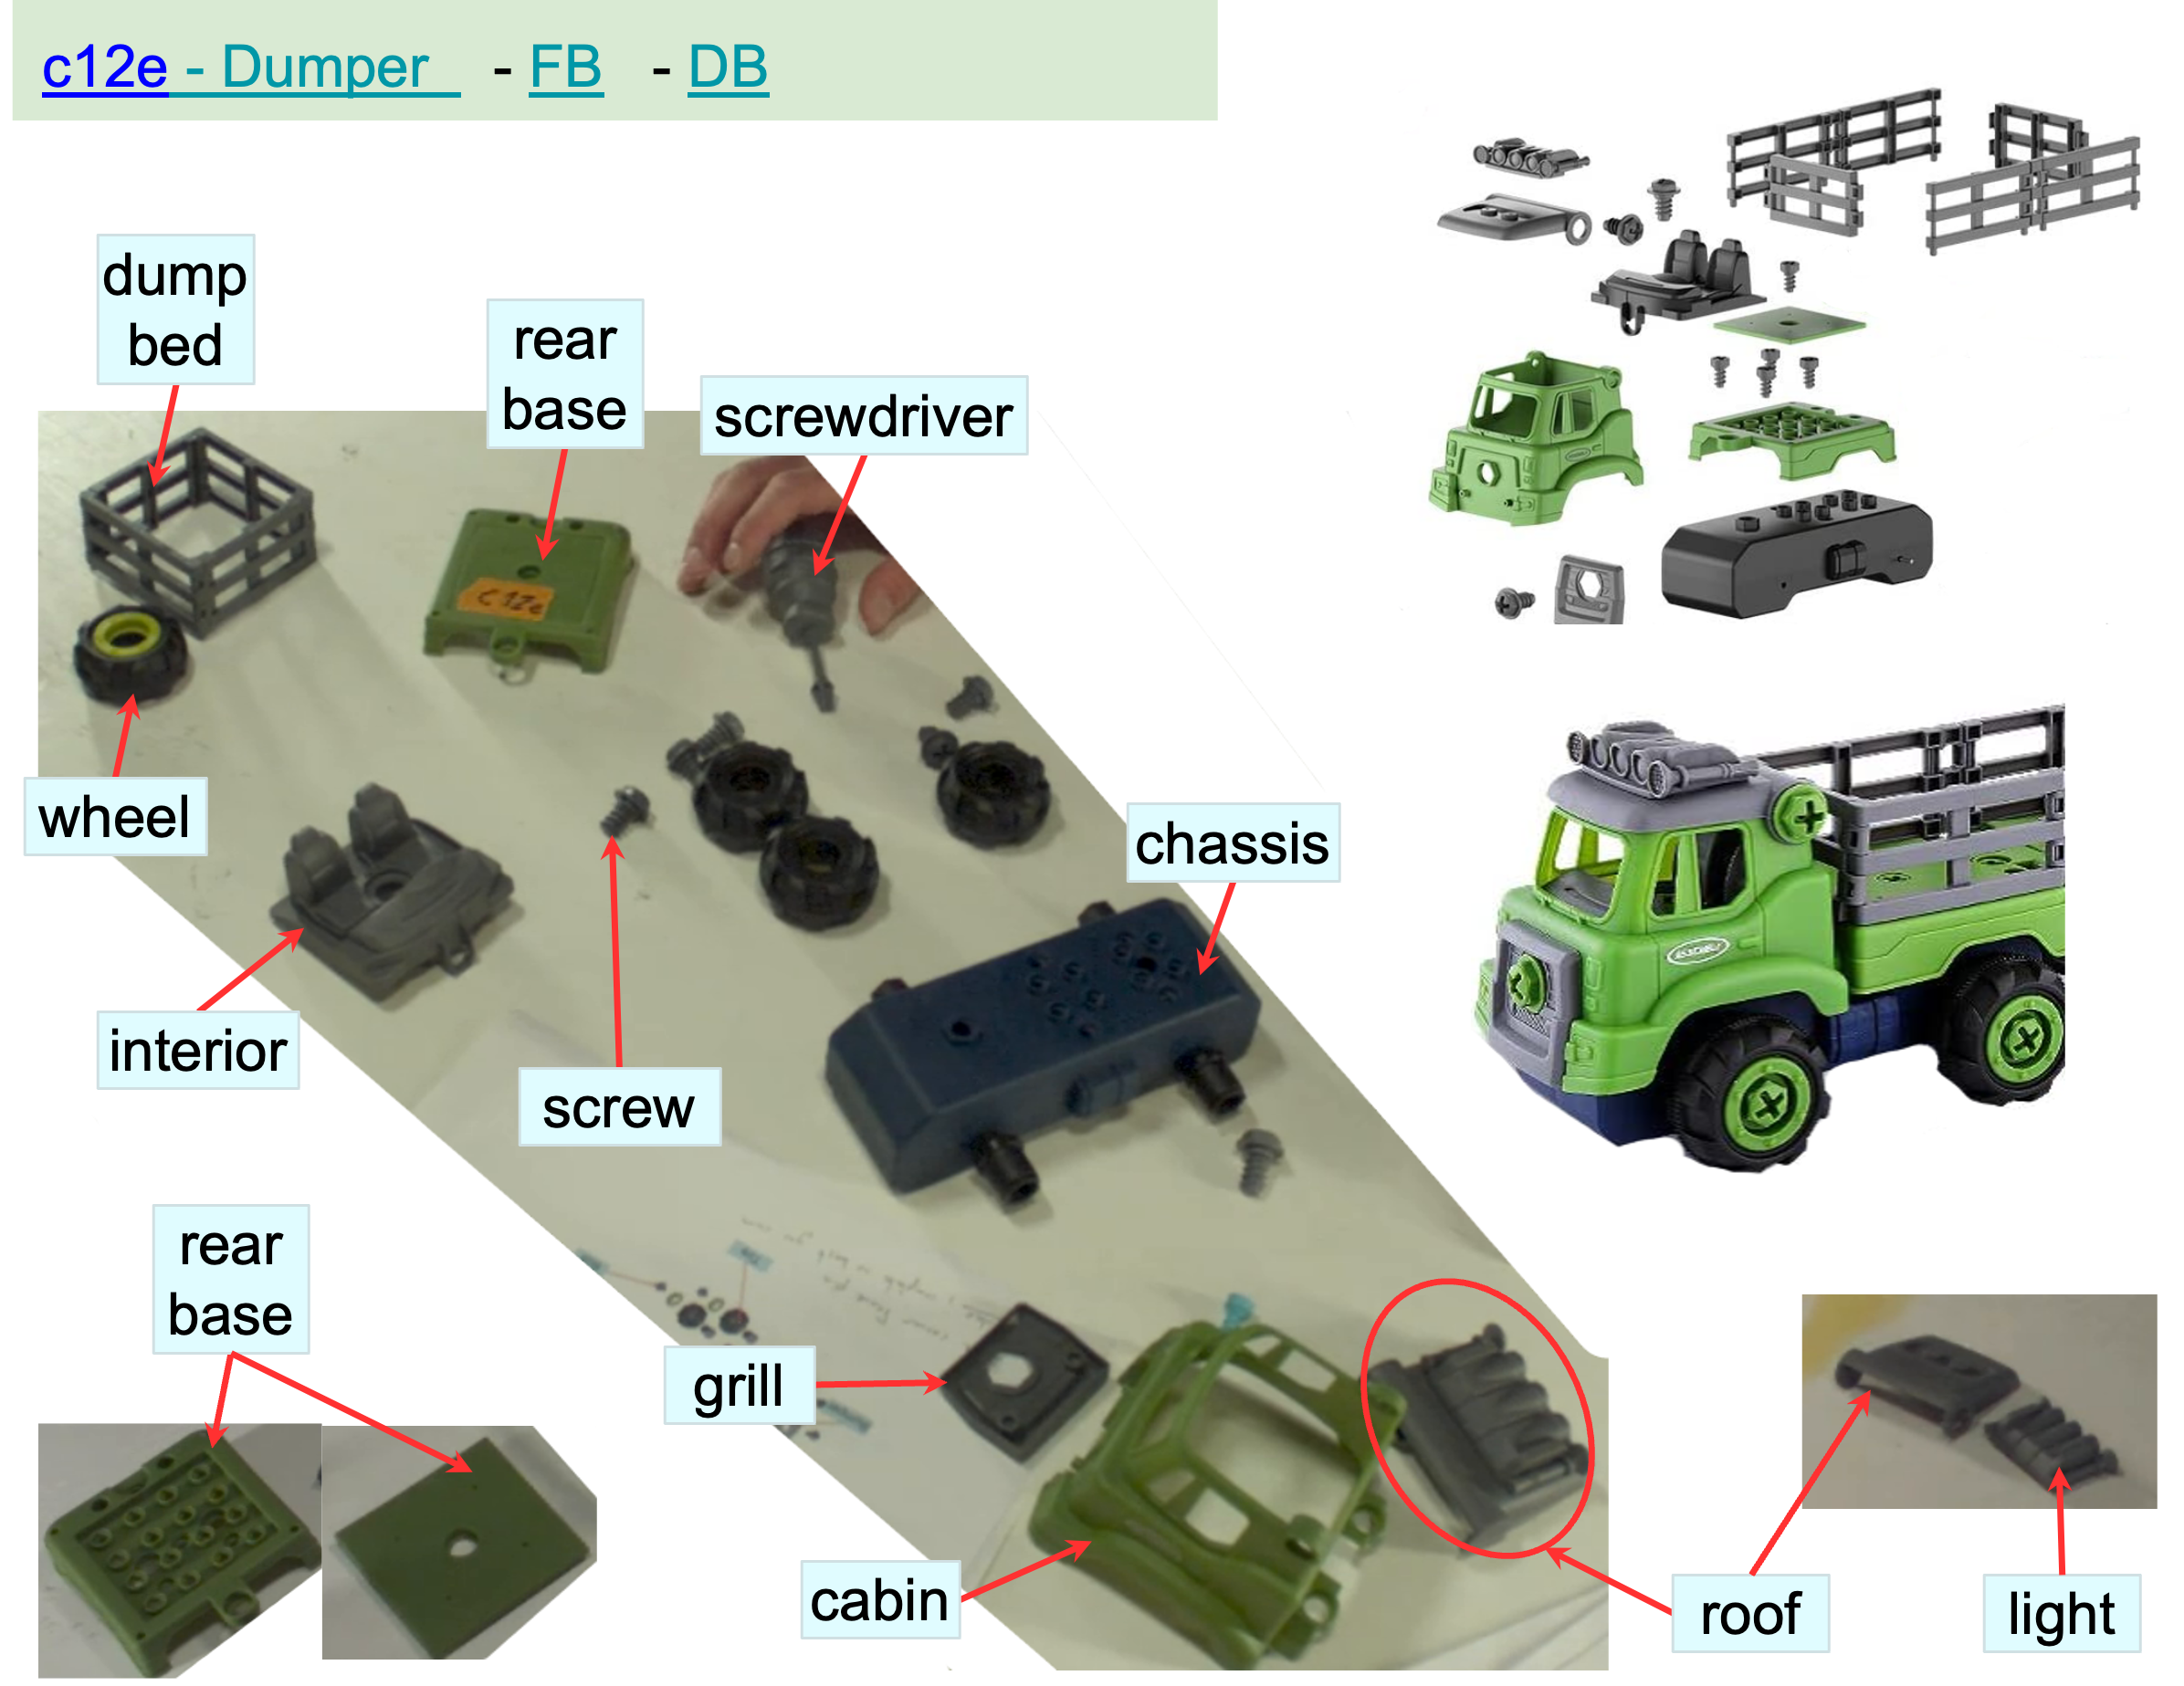 c12e - Dumper - FB - DB
dump
bed
rear
base
screwdriver
c12e
wheel
chassis
interior
screw
rear
base
grill
cabin
roof
light